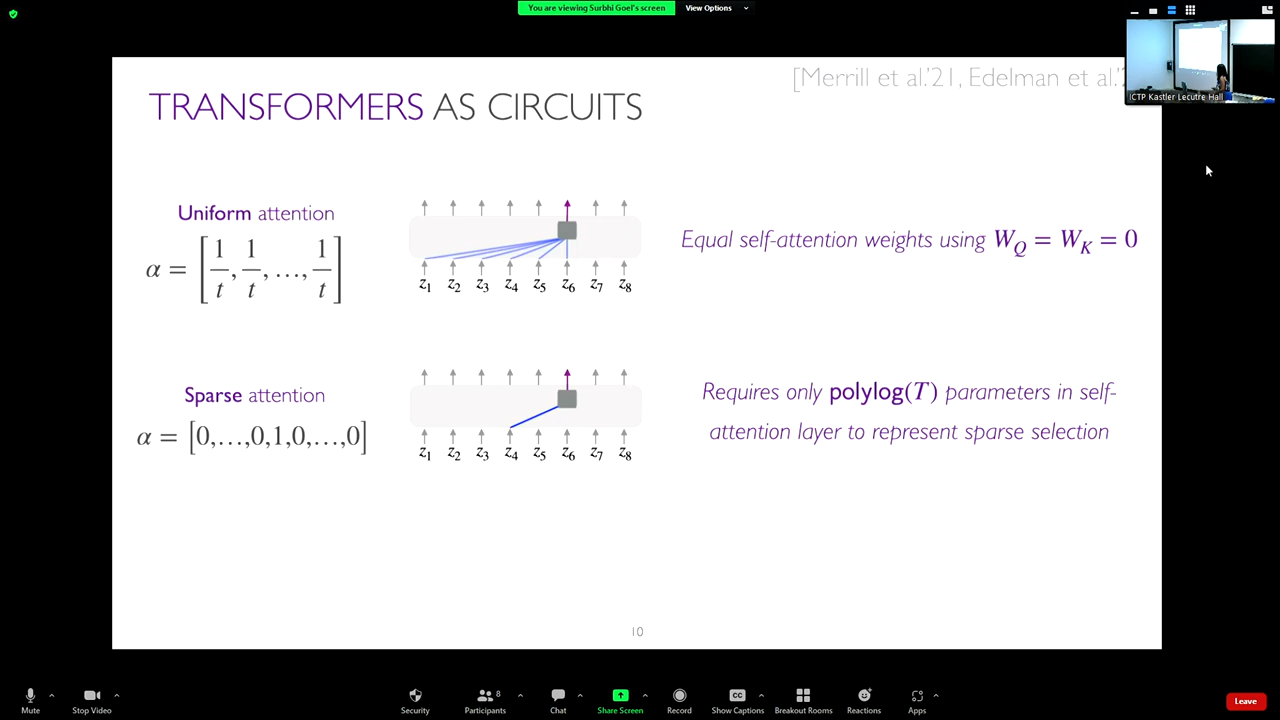 You are viewing Surbhi Goel's screen
View Options
[Merrill et al.'21, Edelman et al.'
ICTP Kastler Lecutre Hall
TRANSFORMERS AS CIRCUITS
Uniform attention
α = [1/t, 1/t, …, 1/t]
z1 z2 z3 z4 z5 z6 z7 z8
Equal self-attention weights using W_Q = W_K = 0
Sparse attention
α = [0,…,0,1,0,…,0]
z1 z2 z3 z4 z5 z6 z7 z8
Requires only polylog(T) parameters in self-
attention layer to represent sparse selection
10
Mute
Stop Video
Security
Participants
8
Chat
Share Screen
Record
CC
Show Captions
Breakout Rooms
Reactions
Apps
Leave